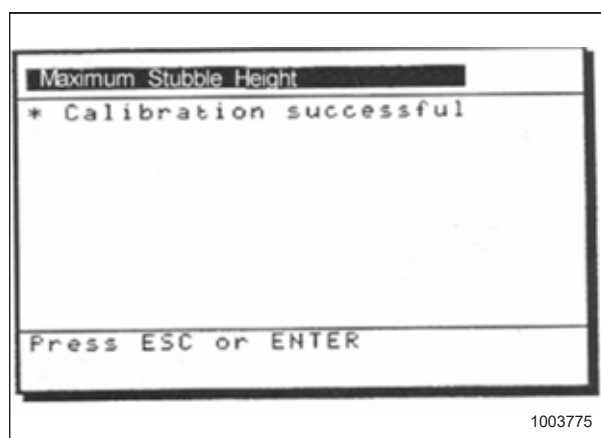 Maximum Stubble Height
* Calibration successful
Press ESC or ENTER
1003775